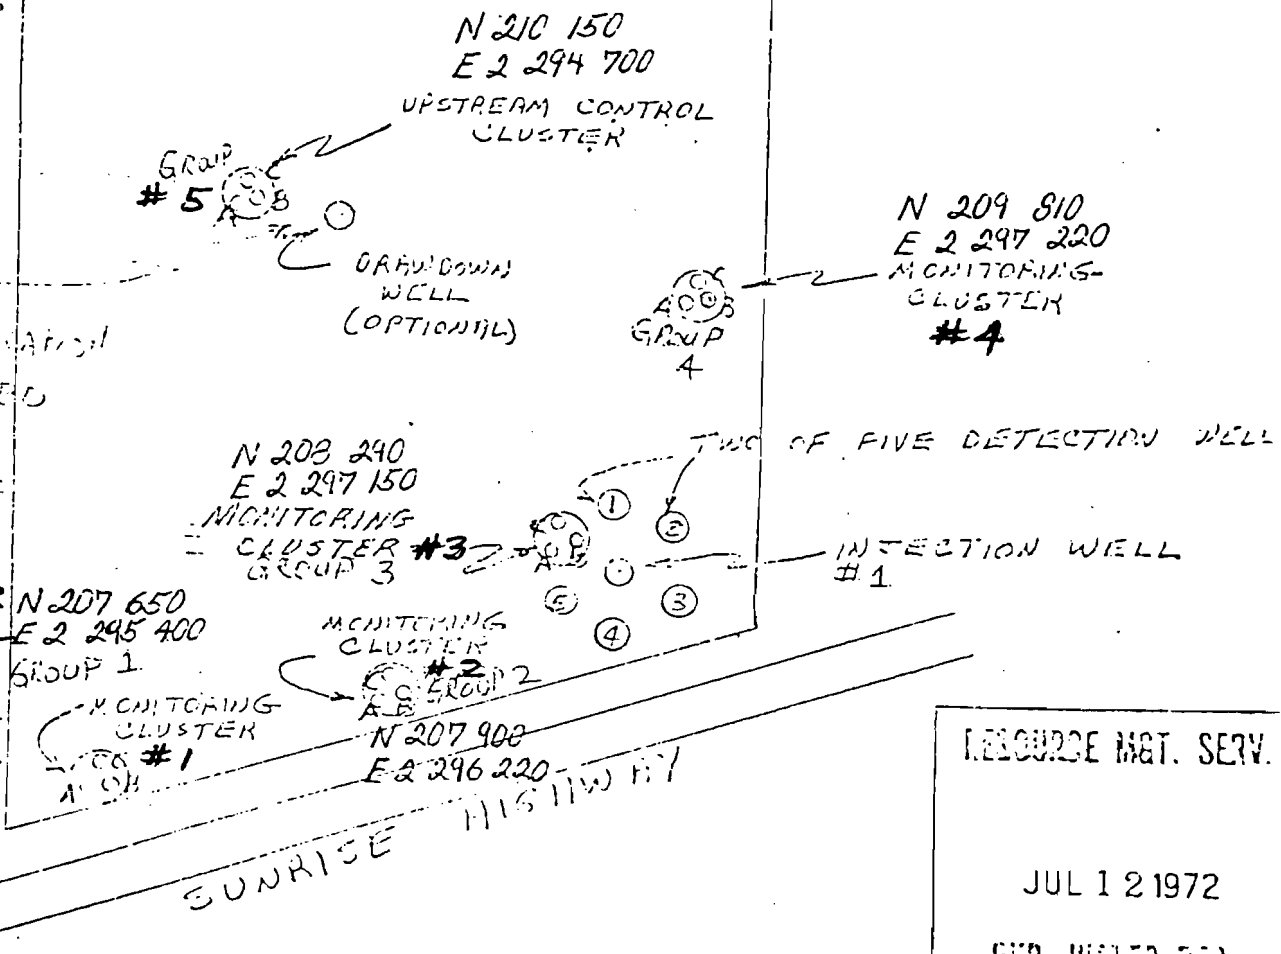 N 210 150
E 2 294 700
UPSTREAM CONTROL
CLUSTER
GROUP
# 5
C
A
B
DRAWDOWN
WELL
(OPTIONAL)
N 209 810
E 2 297 220
MONITORING
CLUSTER
#4
C
A
B
GROUP
4
TWO OF FIVE DETECTION WELL
N 208 290
E 2 297 150
MONITORING
CLUSTER #3
GROUP 3
A
B
1
2
3
4
5
INJECTION WELL
#1
N 207 650
E 2 295 400
GROUP 1
MONITORING
CLUSTER
#1
A
B
MONITORING
CLUSTER
#2
GROUP 2
C
A B
N 207 900
E 2 296 220
SUNRISE HIGHWAY
RESOURCE MGT. SERV.
JUL 12 1972